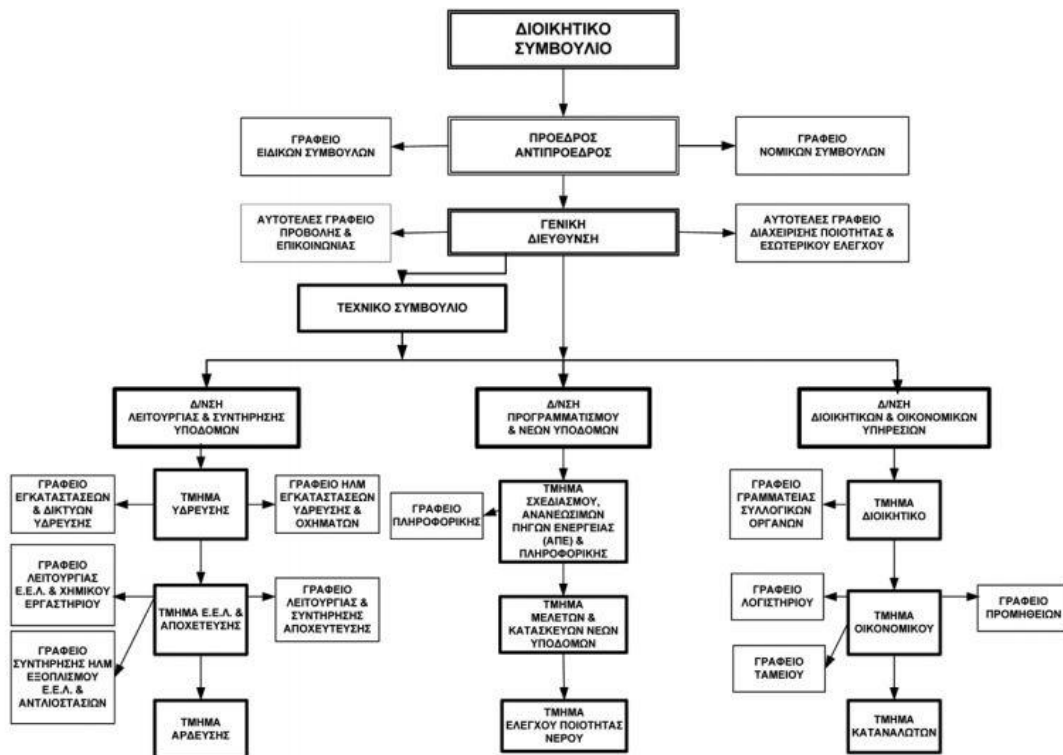 ΔΙΟΙΚΗΤΙΚΟ
ΣΥΜΒΟΥΛΙΟ
ΓΡΑΦΕΙΟ
ΕΙΔΙΚΩΝ ΣΥΜΒΟΥΛΩΝ
ΠΡΟΕΔΡΟΣ
ΑΝΤΙΠΡΟΕΔΡΟΣ
ΓΡΑΦΕΙΟ
ΝΟΜΙΚΩΝ ΣΥΜΒΟΥΛΩΝ
ΑΥΤΟΤΕΛΕΣ ΓΡΑΦΕΙΟ
ΠΡΟΒΟΛΗΣ &
ΕΠΙΚΟΙΝΩΝΙΑΣ
ΓΕΝΙΚΗ
ΔΙΕΥΘΥΝΣΗ
ΑΥΤΟΤΕΛΕΣ ΓΡΑΦΕΙΟ
ΔΙΑΧΕΙΡΙΣΗΣ ΠΟΙΟΤΗΤΑΣ &
ΕΣΩΤΕΡΙΚΟΥ ΕΛΕΓΧΟΥ
ΤΕΧΝΙΚΟ ΣΥΜΒΟΥΛΙΟ
Δ/ΝΣΗ
ΛΕΙΤΟΥΡΓΙΑΣ & ΣΥΝΤΗΡΗΣΗΣ
ΥΠΟΔΟΜΩΝ
Δ/ΝΣΗ
ΠΡΟΓΡΑΜΜΑΤΙΣΜΟΥ
& ΝΕΩΝ ΥΠΟΔΟΜΩΝ
Δ/ΝΣΗ
ΔΙΟΙΚΗΤΙΚΩΝ & ΟΙΚΟΝΟΜΙΚΩΝ
ΥΠΗΡΕΣΙΩΝ
ΓΡΑΦΕΙΟ
ΕΓΚΑΤΑΣΤΑΣΕΩΝ
& ΔΙΚΤΥΩΝ
ΥΔΡΕΥΣΗΣ
ΤΜΗΜΑ
ΥΔΡΕΥΣΗΣ
ΓΡΑΦΕΙΟ ΗΛΜ
ΕΓΚΑΤΑΣΤΑΣΕΩΝ
ΥΔΡΕΥΣΗΣ &
ΟΧΗΜΑΤΩΝ
ΓΡΑΦΕΙΟ
ΠΛΗΡΟΦΟΡΙΚΗΣ
ΤΜΗΜΑ
ΣΧΕΔΙΑΣΜΟΥ,
ΑΝΑΝΕΩΣΙΜΩΝ
ΠΗΓΩΝ ΕΝΕΡΓΕΙΑΣ
(ΑΠΕ) &
ΠΛΗΡΟΦΟΡΙΚΗΣ
ΓΡΑΦΕΙΟ
ΓΡΑΜΜΑΤΕΙΑΣ
ΣΥΛΛΟΓΙΚΩΝ
ΟΡΓΑΝΩΝ
ΤΜΗΜΑ
ΔΙΟΙΚΗΤΙΚΟ
ΓΡΑΦΕΙΟ
ΛΕΙΤΟΥΡΓΙΑΣ
Ε.Ε.Λ. & ΧΗΜΙΚΟΥ
ΕΡΓΑΣΤΗΡΙΟΥ
ΤΜΗΜΑ Ε.Ε.Λ. &
ΑΠΟΧΕΤΕΥΣΗΣ
ΓΡΑΦΕΙΟ
ΛΕΙΤΟΥΡΓΙΑΣ &
ΣΥΝΤΗΡΗΣΗΣ
ΑΠΟΧΕΥΤΕΥΣΗΣ
ΤΜΗΜΑ
ΜΕΛΕΤΩΝ &
ΚΑΤΑΣΚΕΥΩΝ ΝΕΩΝ
ΥΠΟΔΟΜΩΝ
ΓΡΑΦΕΙΟ
ΛΟΓΙΣΤΗΡΙΟΥ
ΤΜΗΜΑ
ΟΙΚΟΝΟΜΙΚΟΥ
ΓΡΑΦΕΙΟ
ΠΡΟΜΗΘΕΙΩΝ
ΓΡΑΦΕΙΟ
ΣΥΝΤΗΡΗΣΗΣ ΗΛΜ
ΕΞΟΠΛΙΣΜΟΥ
Ε.Ε.Λ. &
ΑΝΤΛΙΟΣΤΑΣΙΩΝ
ΓΡΑΦΕΙΟ
ΤΑΜΕΙΟΥ
ΤΜΗΜΑ
ΑΡΔΕΥΣΗΣ
ΤΜΗΜΑ
ΕΛΕΓΧΟΥ ΠΟΙΟΤΗΤΑΣ
ΝΕΡΟΥ
ΤΜΗΜΑ
ΚΑΤΑΝΑΛΩΤΩΝ